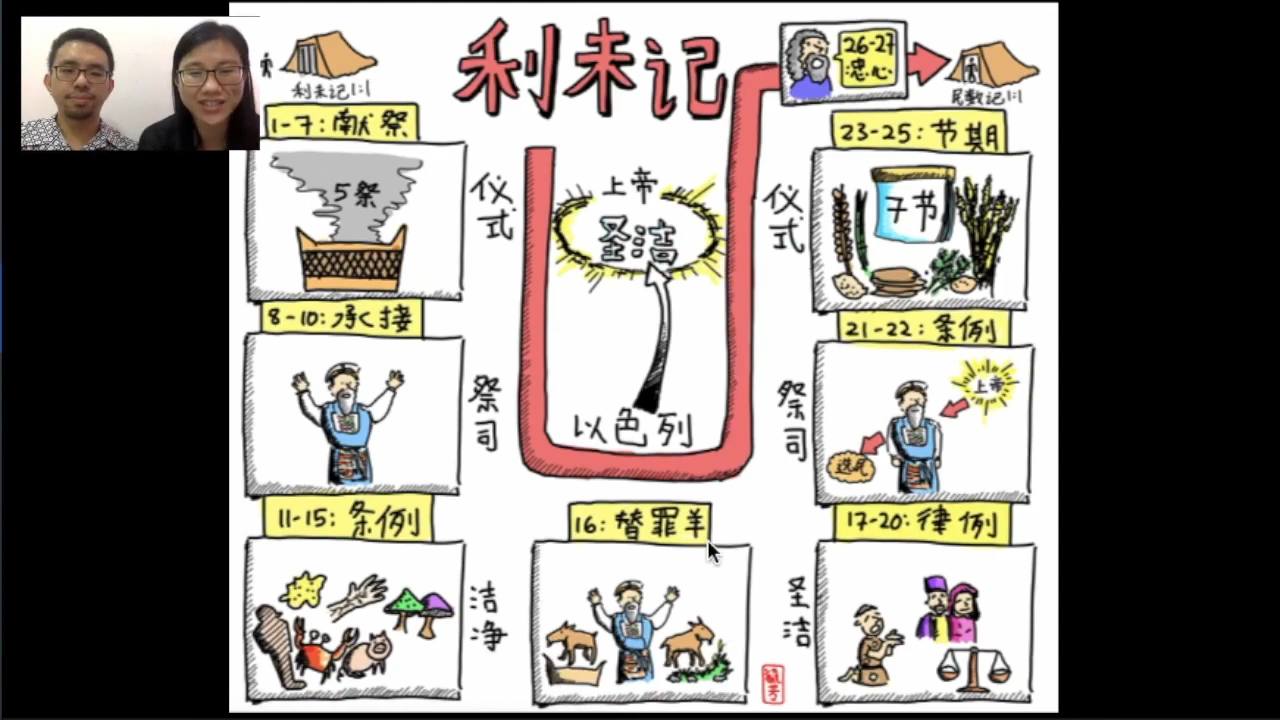 利未记
利未记1:1
26-27
忠心
民数记1:1
1-7: 献祭
5祭
仪式
8-10: 承接
祭司
11-15: 条例
洁净
上帝
圣洁
以色列
16: 替罪羊
23-25: 节期
7节
仪式
21-22: 条例
上帝
选民
祭司
17-20: 律例
圣洁